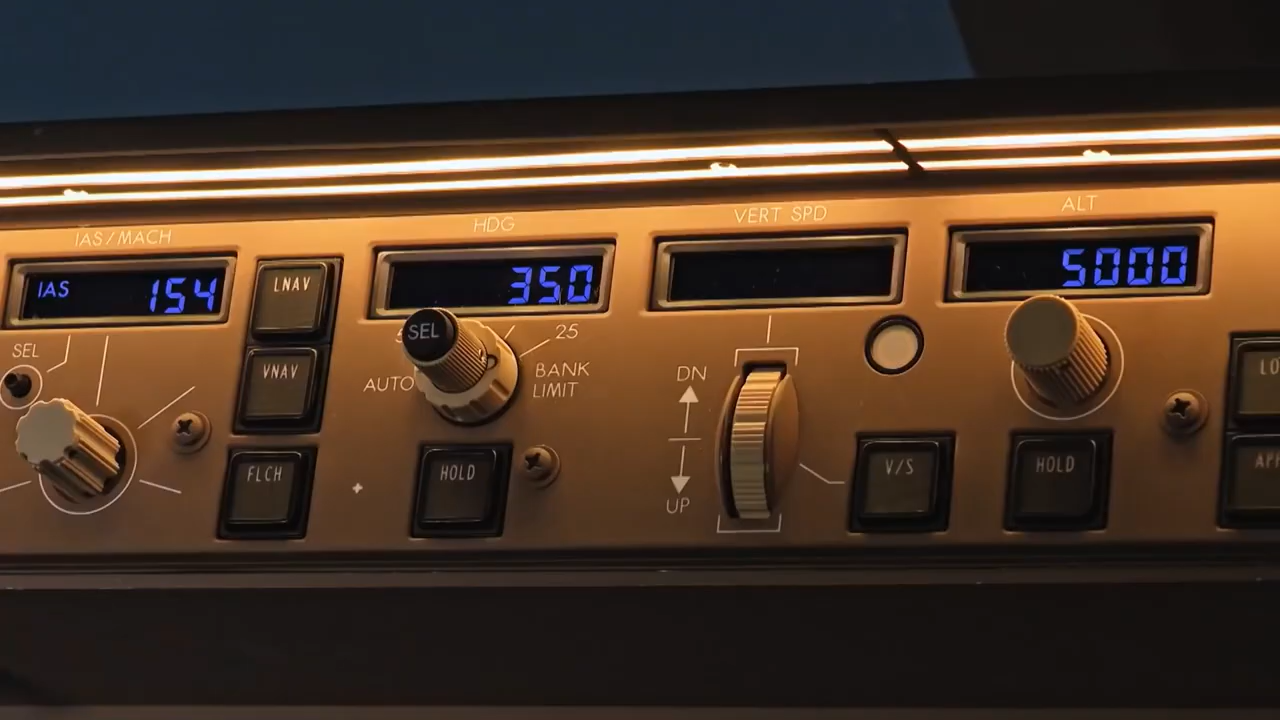 IAS/MACH
HDG
VERT SPD
ALT
IAS 154
350
5000
LNAV
SEL
SEL
25
VNAV
AUTO
BANK
LIMIT
DN
FLCH
HOLD
V/S
HOLD
UP